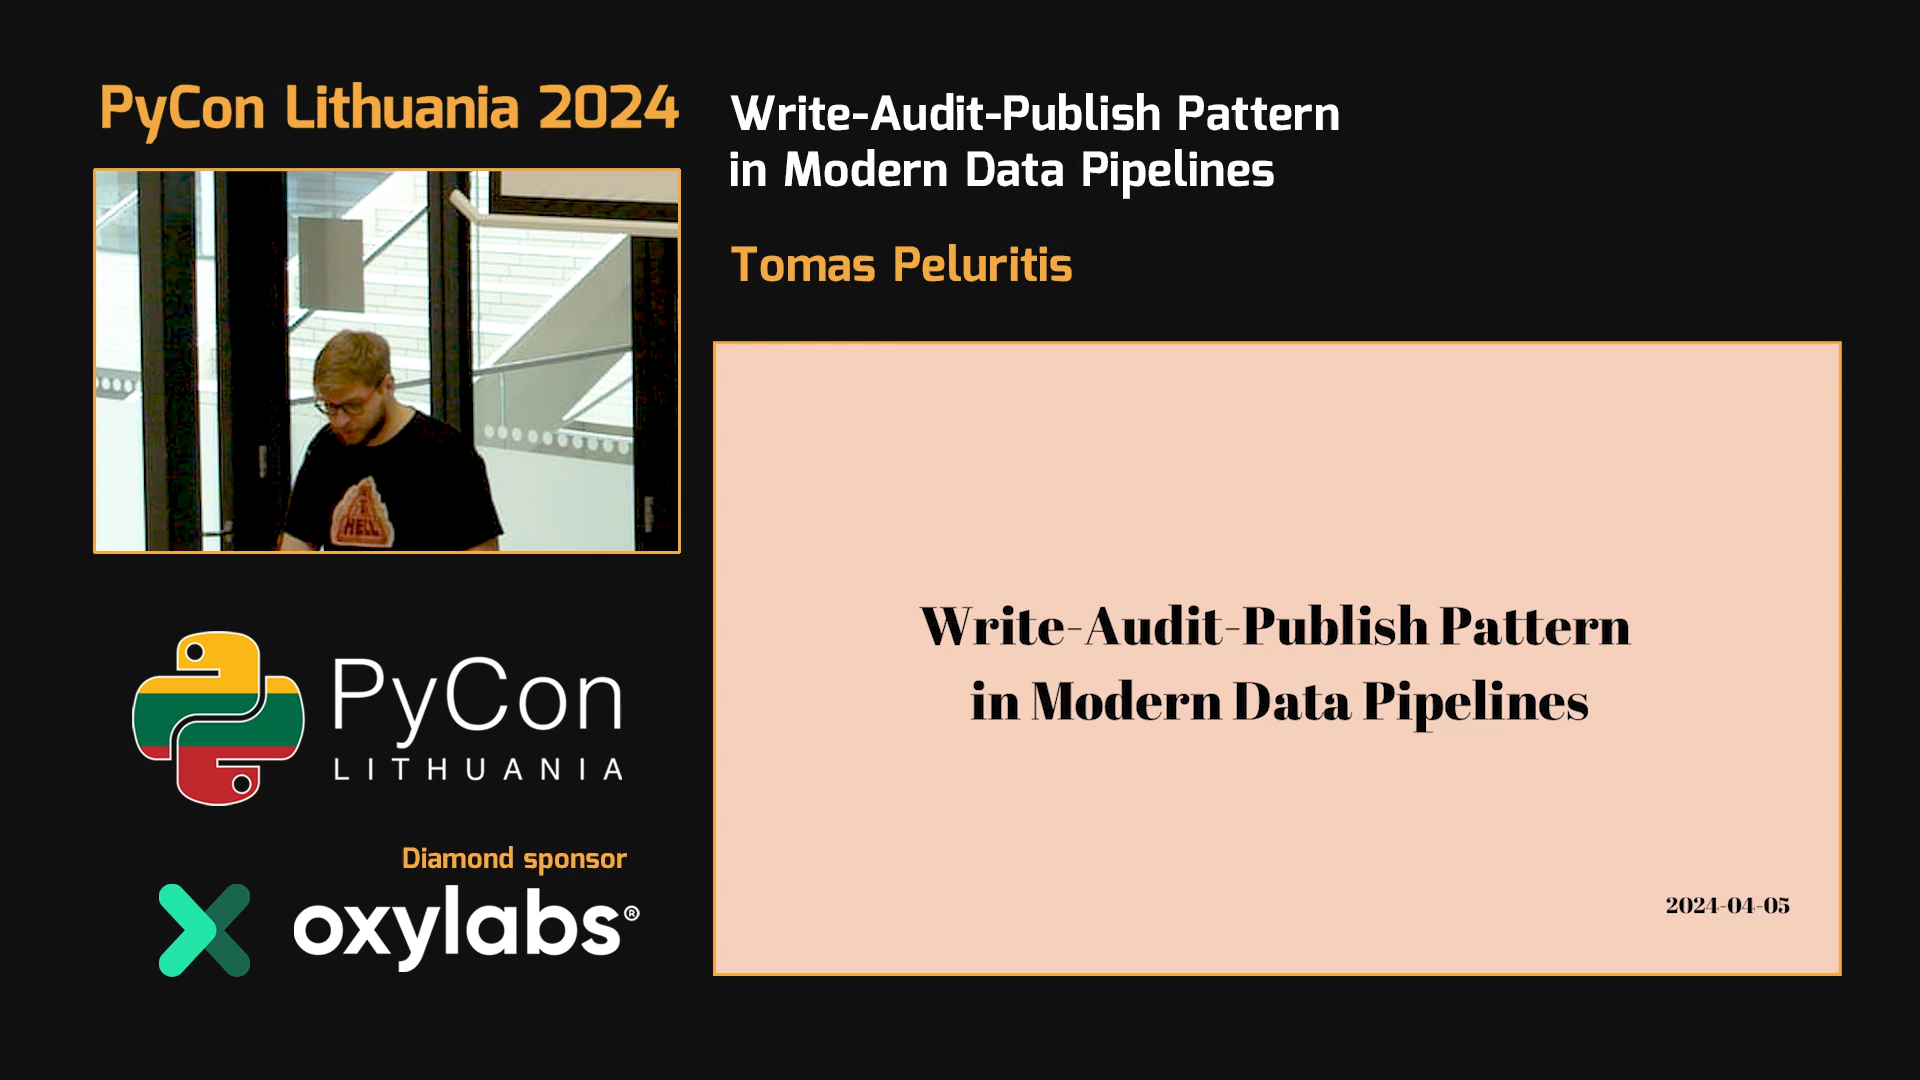 PyCon Lithuania 2024
Write-Audit-Publish Pattern
in Modern Data Pipelines
Tomas Peluritis
HELL
Write-Audit-Publish Pattern
in Modern Data Pipelines
2024-04-05
PyCon
LITHUANIA
Diamond sponsor
oxylabs®